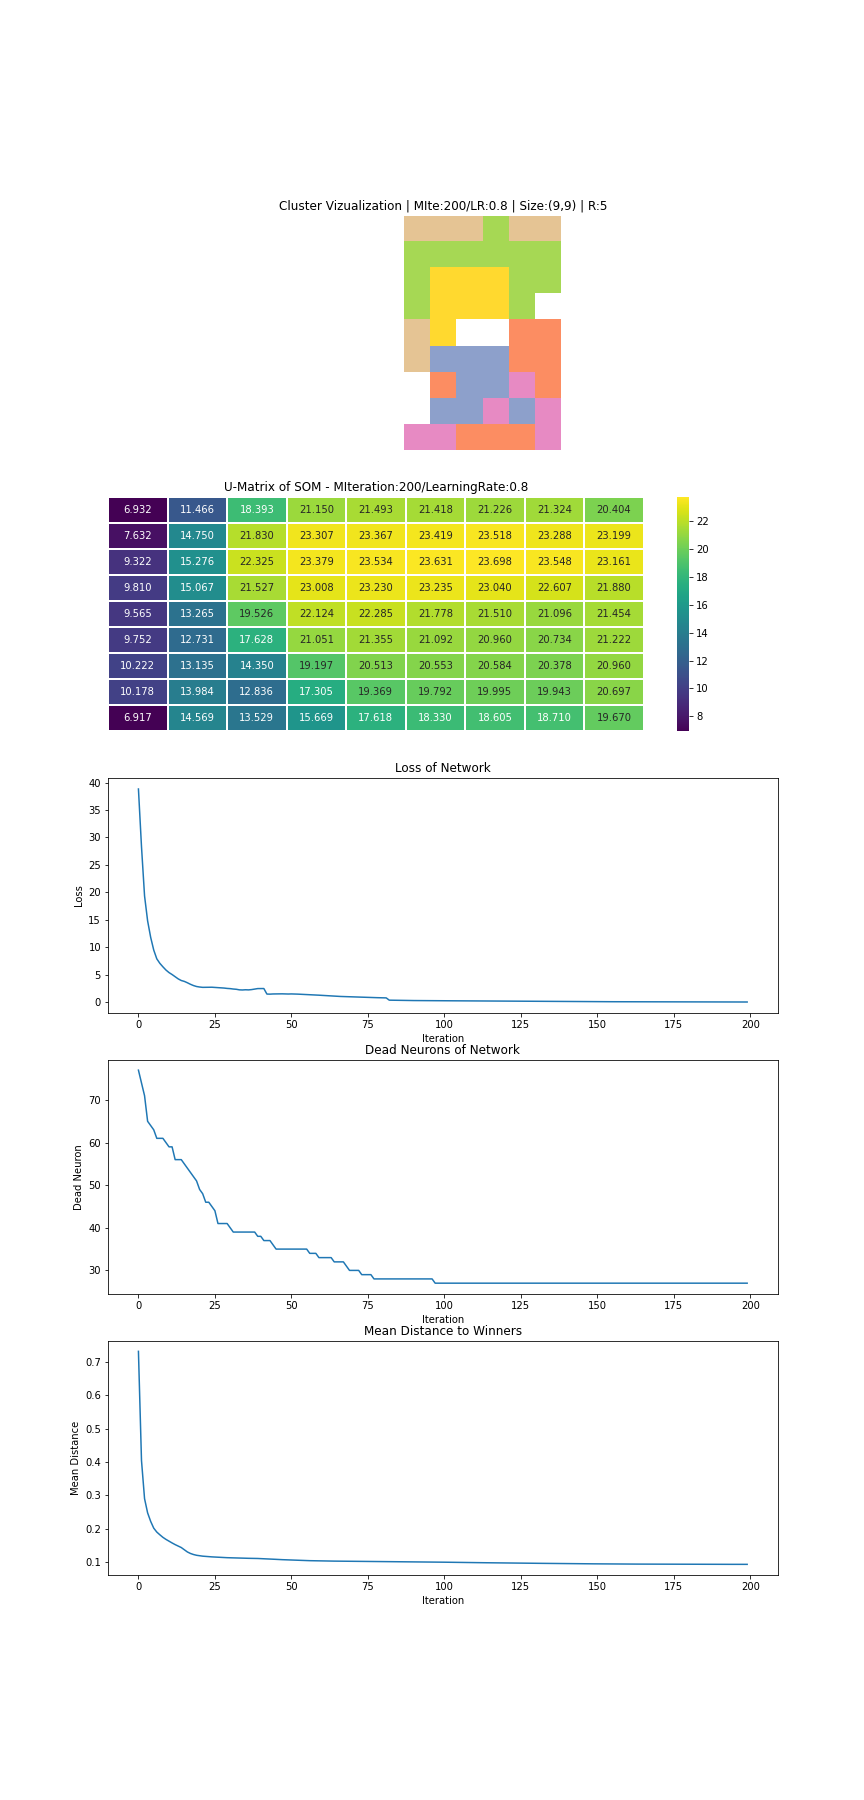 Cluster Vizualization | MIte:200/LR:0.8 | Size:(9,9) | R:5
U-Matrix of SOM - MIteration:200/LearningRate:0.8
6.932 11.466 18.393 21.150 21.493 21.418 21.226 21.324 20.404
7.632 14.750 21.830 23.307 23.367 23.419 23.518 23.288 23.199
9.322 15.276 22.325 23.379 23.534 23.631 23.698 23.548 23.161
9.810 15.067 21.527 23.008 23.230 23.235 23.040 22.607 21.880
9.565 13.265 19.526 22.124 22.285 21.778 21.510 21.096 21.454
9.752 12.731 17.628 21.051 21.355 21.092 20.960 20.734 21.222
10.222 13.135 14.350 19.197 20.513 20.553 20.584 20.378 20.960
10.178 13.984 12.836 17.305 19.369 19.792 19.995 19.943 20.697
6.917 14.569 13.529 15.669 17.618 18.330 18.605 18.710 19.670
22
20
18
16
14
12
10
8
Loss of Network
40
35
30
25
20
15
10
5
0
Loss
0 25 50 75 100 125 150 175 200
Iteration
Dead Neurons of Network
70
60
50
40
30
Dead Neuron
0 25 50 75 100 125 150 175 200
Iteration
Mean Distance to Winners
0.7
0.6
0.5
0.4
0.3
0.2
0.1
Mean Distance
0 25 50 75 100 125 150 175 200
Iteration